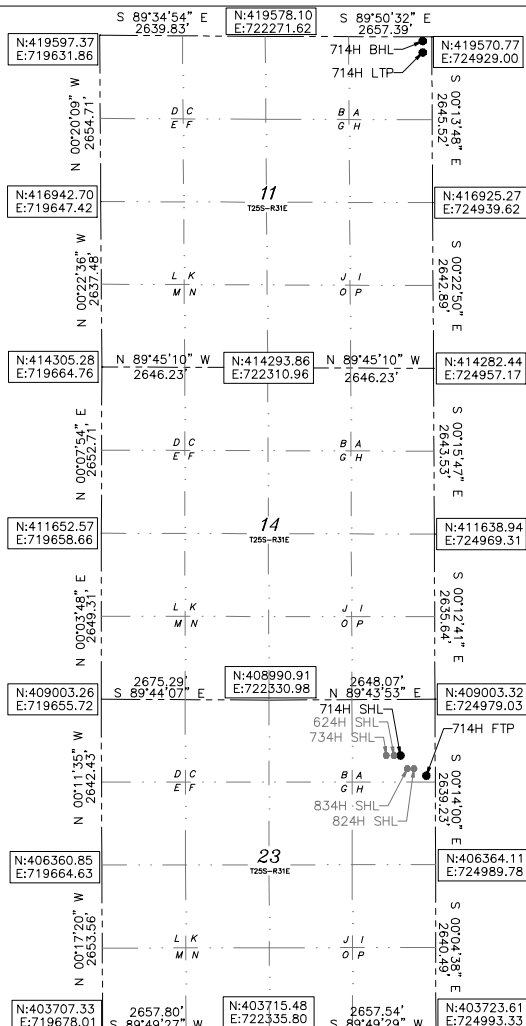 S 89°34'54" E
2639.83'
N:419578.10
E:722271.62
S 89°50'32" E
2657.39'
N:419597.37
E:719631.86
714H BHL
714H LTP
N:419570.77
E:724929.00
N 00°20'09" W
2654.71'
D C
E F
B A
G H
S 00°13'48" E
2645.52'
N:416942.70
E:719647.42
11
T25S-R31E
N:416925.27
E:724939.62
N 00°22'36" W
2637.48'
L K
M N
J I
O P
S 00°22'50" E
2642.89'
N:414305.28
E:719664.76
N 89°45'10" W
2646.23'
N:414293.86
E:722310.96
N 89°45'10" W
2646.23'
N:414282.44
E:724957.17
N 00°07'54" E
2652.71'
D C
E F
B A
G H
S 00°15'47" E
2643.53'
N:411652.57
E:719658.66
14
T25S-R31E
N:411638.94
E:724969.31
N 00°03'48" E
2649.31'
L K
M N
J I
O P
S 00°12'41" E
2635.64'
N:409003.26
E:719655.72
2675.29'
S 89°44'07" E
N:408990.91
E:722330.98
2648.07'
N 89°43'53" E
N:409003.32
E:724979.03
714H SHL
624H SHL
734H SHL
714H FTP
N 00°11'35" W
2642.43'
D C
E F
B A
G H
S 00°14'00" E
2639.23'
834H SHL
824H SHL
N:406360.85
E:719664.63
23
T25S-R31E
N:406364.11
E:724989.78
N 00°17'20" W
2653.56'
L K
M N
J I
O P
S 00°04'38" E
2640.49'
N:403707.33
E:719678.01
2657.80'
S 89°49'27" W
N:403715.48
E:722335.80
2657.54'
S 89°49'29" W
N:403723.61
E:724993.33